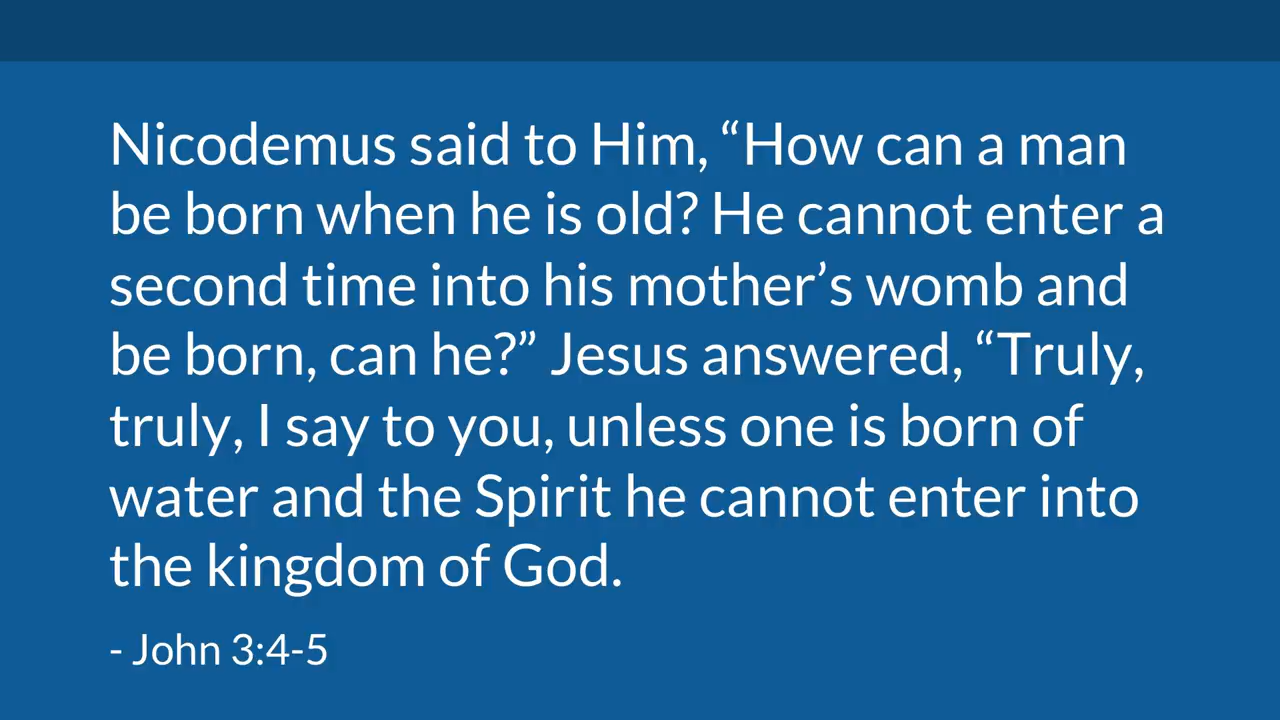 Nicodemus said to Him, “How can a man
be born when he is old? He cannot enter a
second time into his mother’s womb and
be born, can he?” Jesus answered, “Truly,
truly, I say to you, unless one is born of
water and the Spirit he cannot enter into
the kingdom of God.
- John 3:4-5